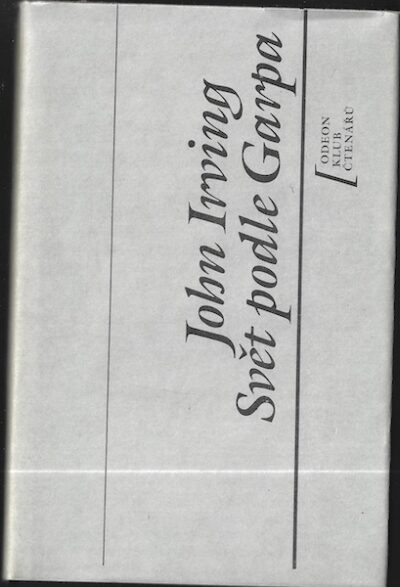 John Irving
Svět podle Garpa
ODEON
KLUB
ČTENÁŘŮ